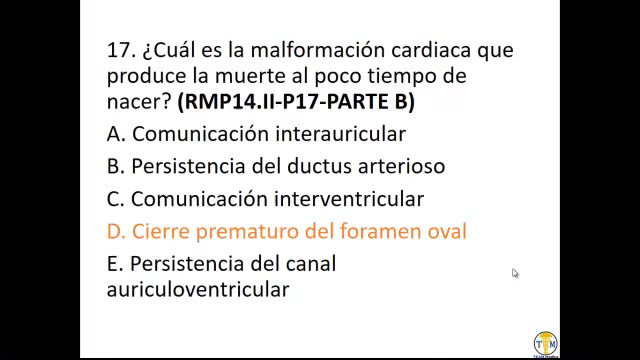 17. ¿Cuál es la malformación cardiaca que
produce la muerte al poco tiempo de
nacer? (RMP14.II-P17-PARTE B)
A. Comunicación interauricular
B. Persistencia del ductus arterioso
C. Comunicación interventricular
D. Cierre prematuro del foramen oval
E. Persistencia del canal
auriculoventricular